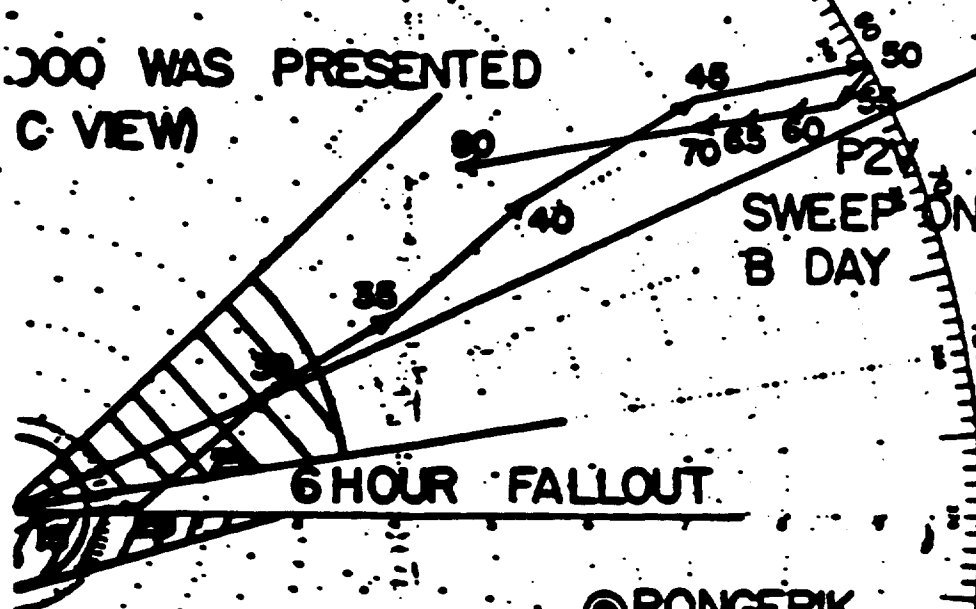 OOO WAS PRESENTED
C VIEW)
50
45
55
60
65
70
80
P2V
SWEEP ON
B DAY
40
35
30
6 HOUR FALLOUT
RONGERIK